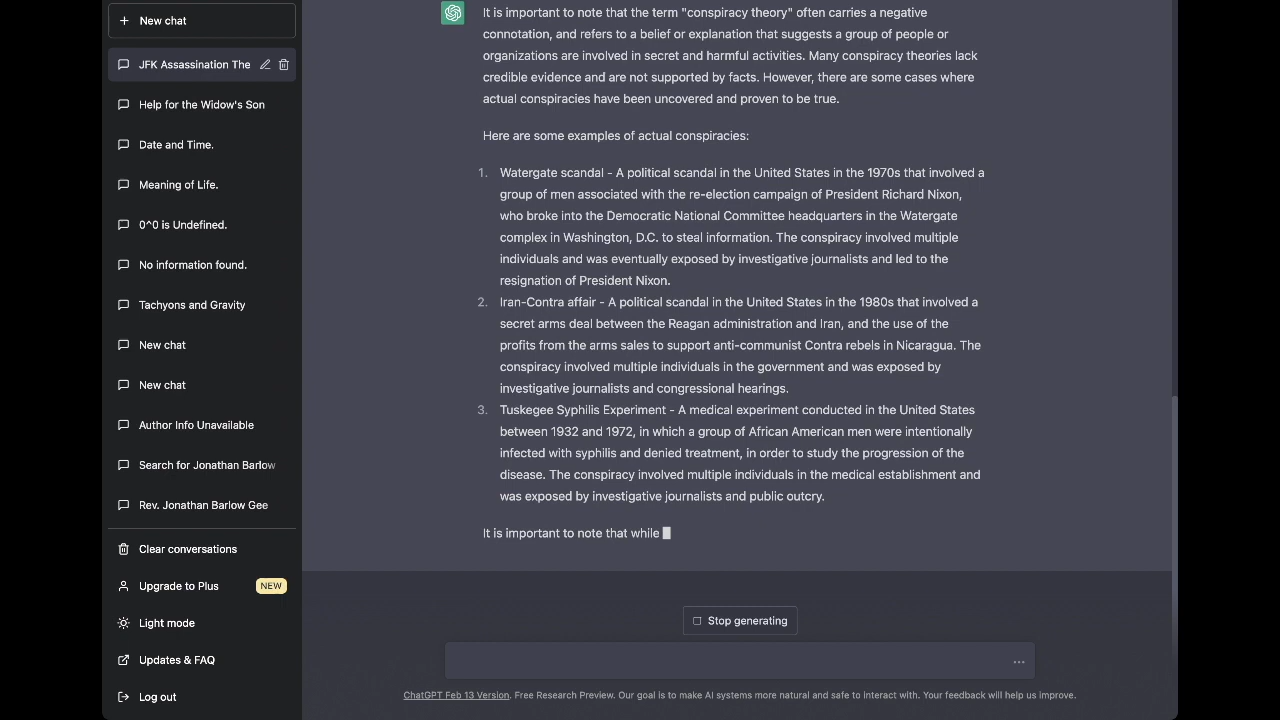 New chat
JFK Assassination The
Help for the Widow's Son
Date and Time.
Meaning of Life.
0^0 is Undefined.
No information found.
Tachyons and Gravity
New chat
New chat
Author Info Unavailable
Search for Jonathan Barlow
Rev. Jonathan Barlow Gee
Clear conversations
Upgrade to Plus NEW
Light mode
Updates & FAQ
Log out
It is important to note that the term "conspiracy theory" often carries a negative
connotation, and refers to a belief or explanation that suggests a group of people or
organizations are involved in secret and harmful activities. Many conspiracy theories lack
credible evidence and are not supported by facts. However, there are some cases where
actual conspiracies have been uncovered and proven to be true.
Here are some examples of actual conspiracies:
1. Watergate scandal - A political scandal in the United States in the 1970s that involved a
group of men associated with the re-election campaign of President Richard Nixon,
who broke into the Democratic National Committee headquarters in the Watergate
complex in Washington, D.C. to steal information. The conspiracy involved multiple
individuals and was eventually exposed by investigative journalists and led to the
resignation of President Nixon.
2. Iran-Contra affair - A political scandal in the United States in the 1980s that involved a
secret arms deal between the Reagan administration and Iran, and the use of the
profits from the arms sales to support anti-communist Contra rebels in Nicaragua. The
conspiracy involved multiple individuals in the government and was exposed by
investigative journalists and congressional hearings.
3. Tuskegee Syphilis Experiment - A medical experiment conducted in the United States
between 1932 and 1972, in which a group of African American men were intentionally
infected with syphilis and denied treatment, in order to study the progression of the
disease. The conspiracy involved multiple individuals in the medical establishment and
was exposed by investigative journalists and public outcry.
It is important to note that while
Stop generating
...
ChatGPT Feb 13 Version. Free Research Preview. Our goal is to make AI systems more natural and safe to interact with. Your feedback will help us improve.